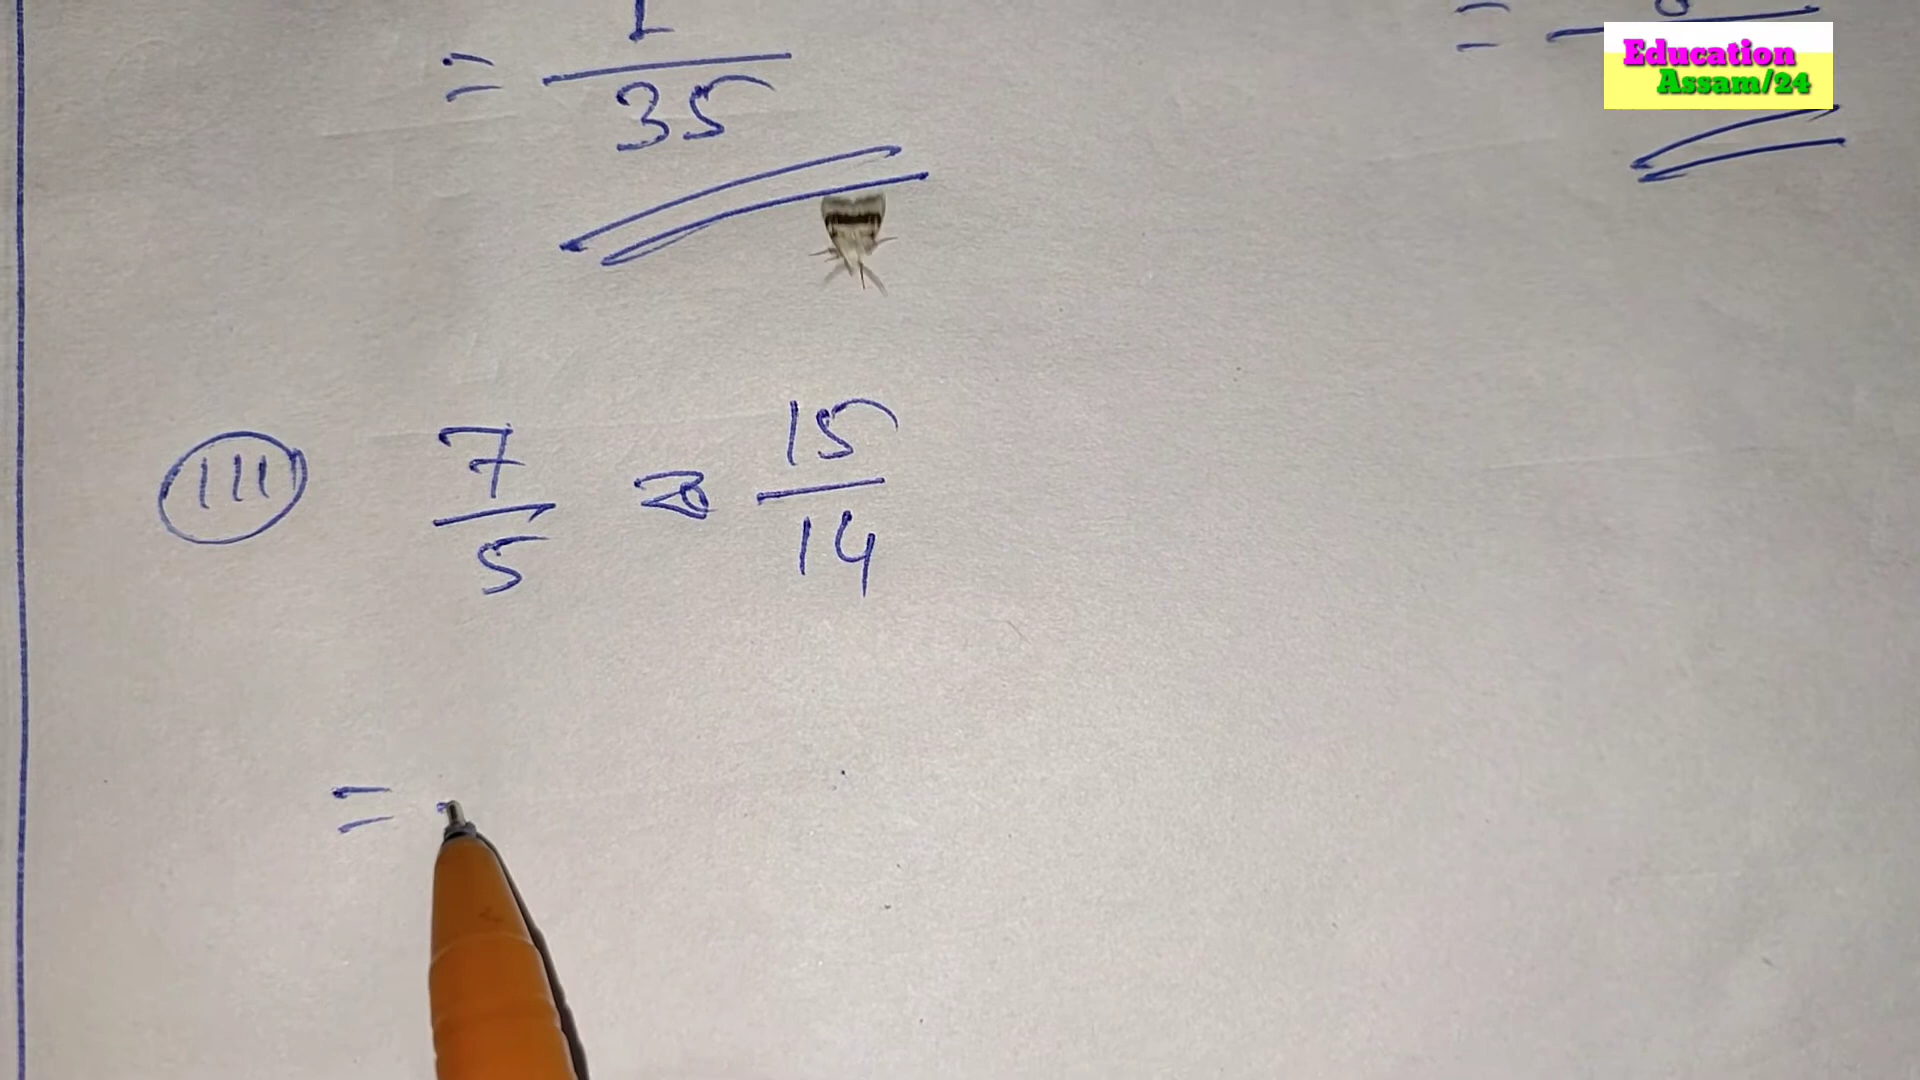 = 1/35
=
Education
Assam/24
(III) 7/5 র 15/14
=